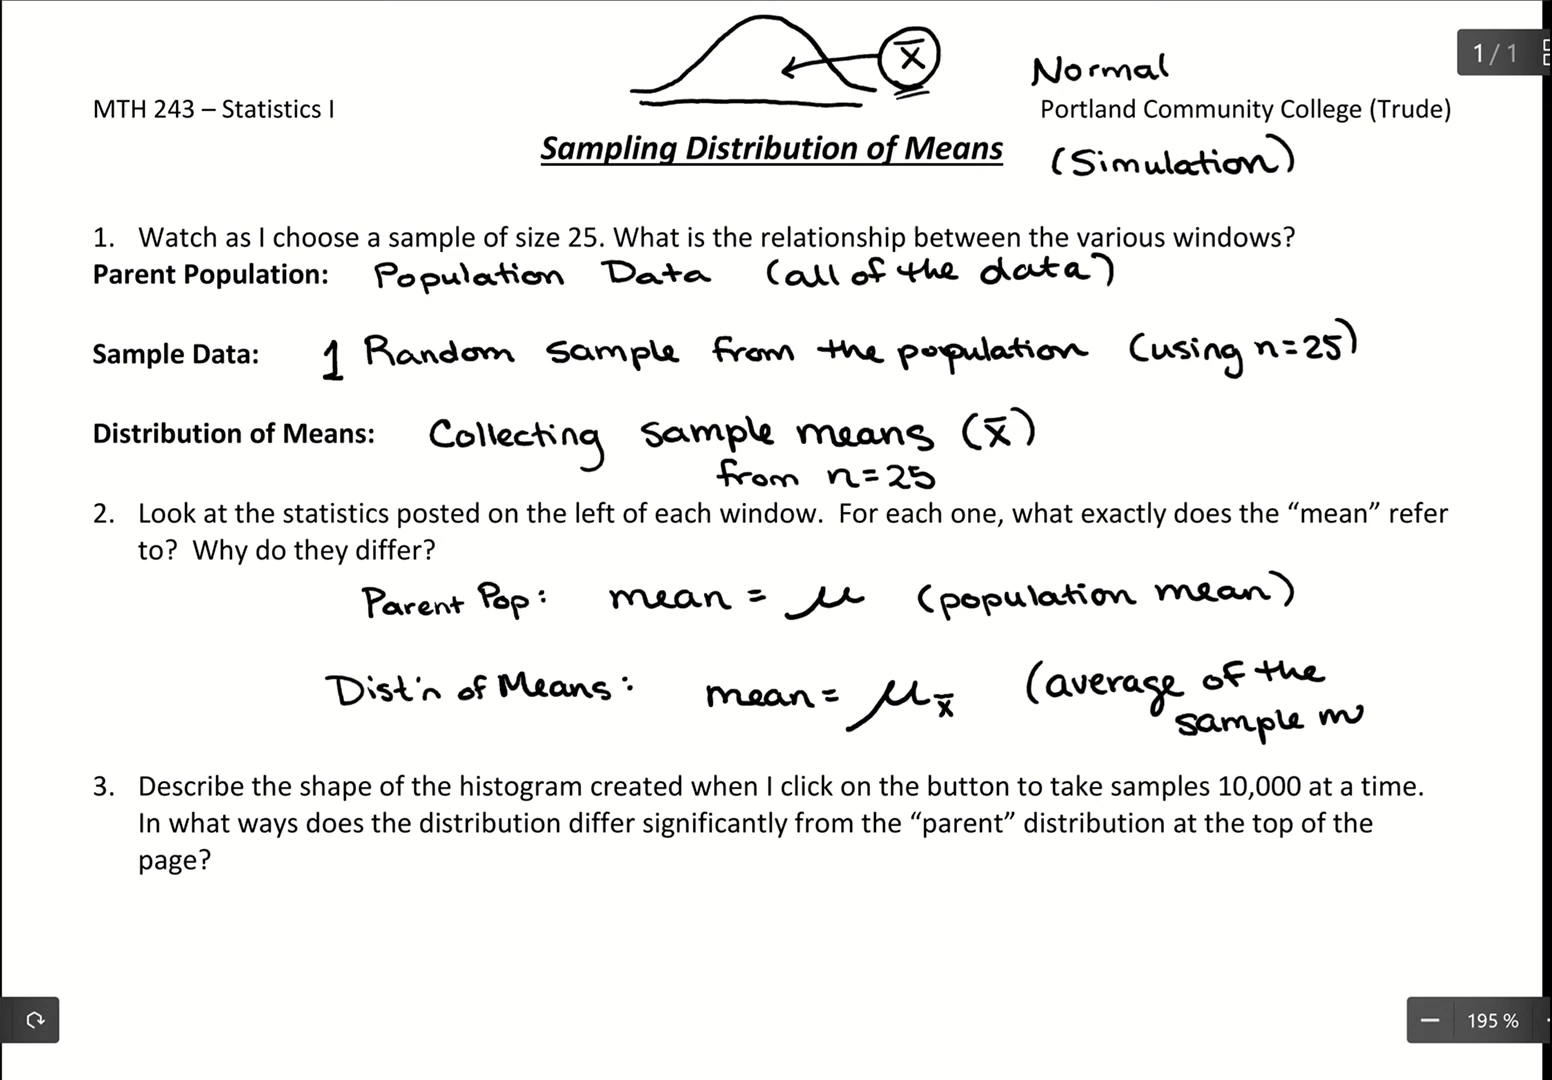 x̄
Normal
1 / 1
MTH 243 – Statistics I
Portland Community College (Trude)
Sampling Distribution of Means
(Simulation)
1. Watch as I choose a sample of size 25. What is the relationship between the various windows?
Parent Population: Population Data (all of the data)
Sample Data: 1 Random sample from the population (using n=25)
Distribution of Means: Collecting sample means (x̄)
from n=25
2. Look at the statistics posted on the left of each window. For each one, what exactly does the “mean” refer
to? Why do they differ?
Parent Pop: mean = μ (population mean)
Dist'n of Means: mean = μx̄ (average of the
sample m
3. Describe the shape of the histogram created when I click on the button to take samples 10,000 at a time.
In what ways does the distribution differ significantly from the “parent” distribution at the top of the
page?
195 %